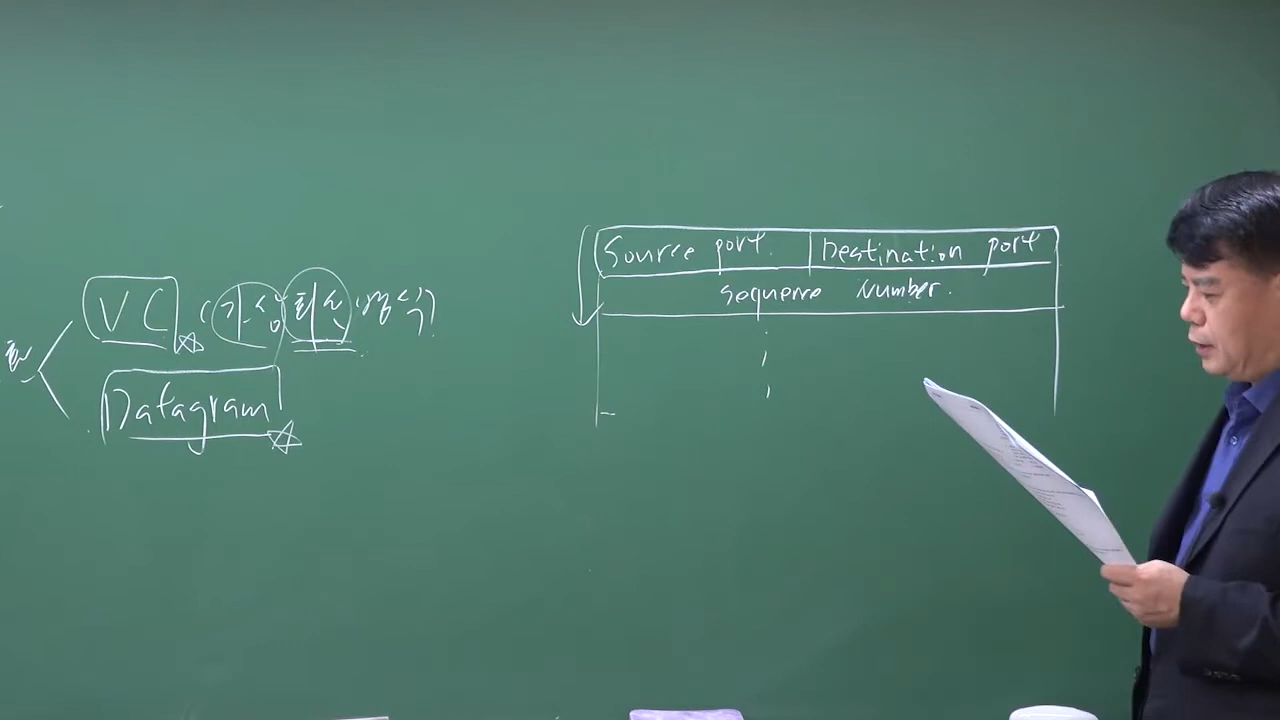 VC (가상 회선 방식)
Datagram
Source port. Destination port
sequence Number.